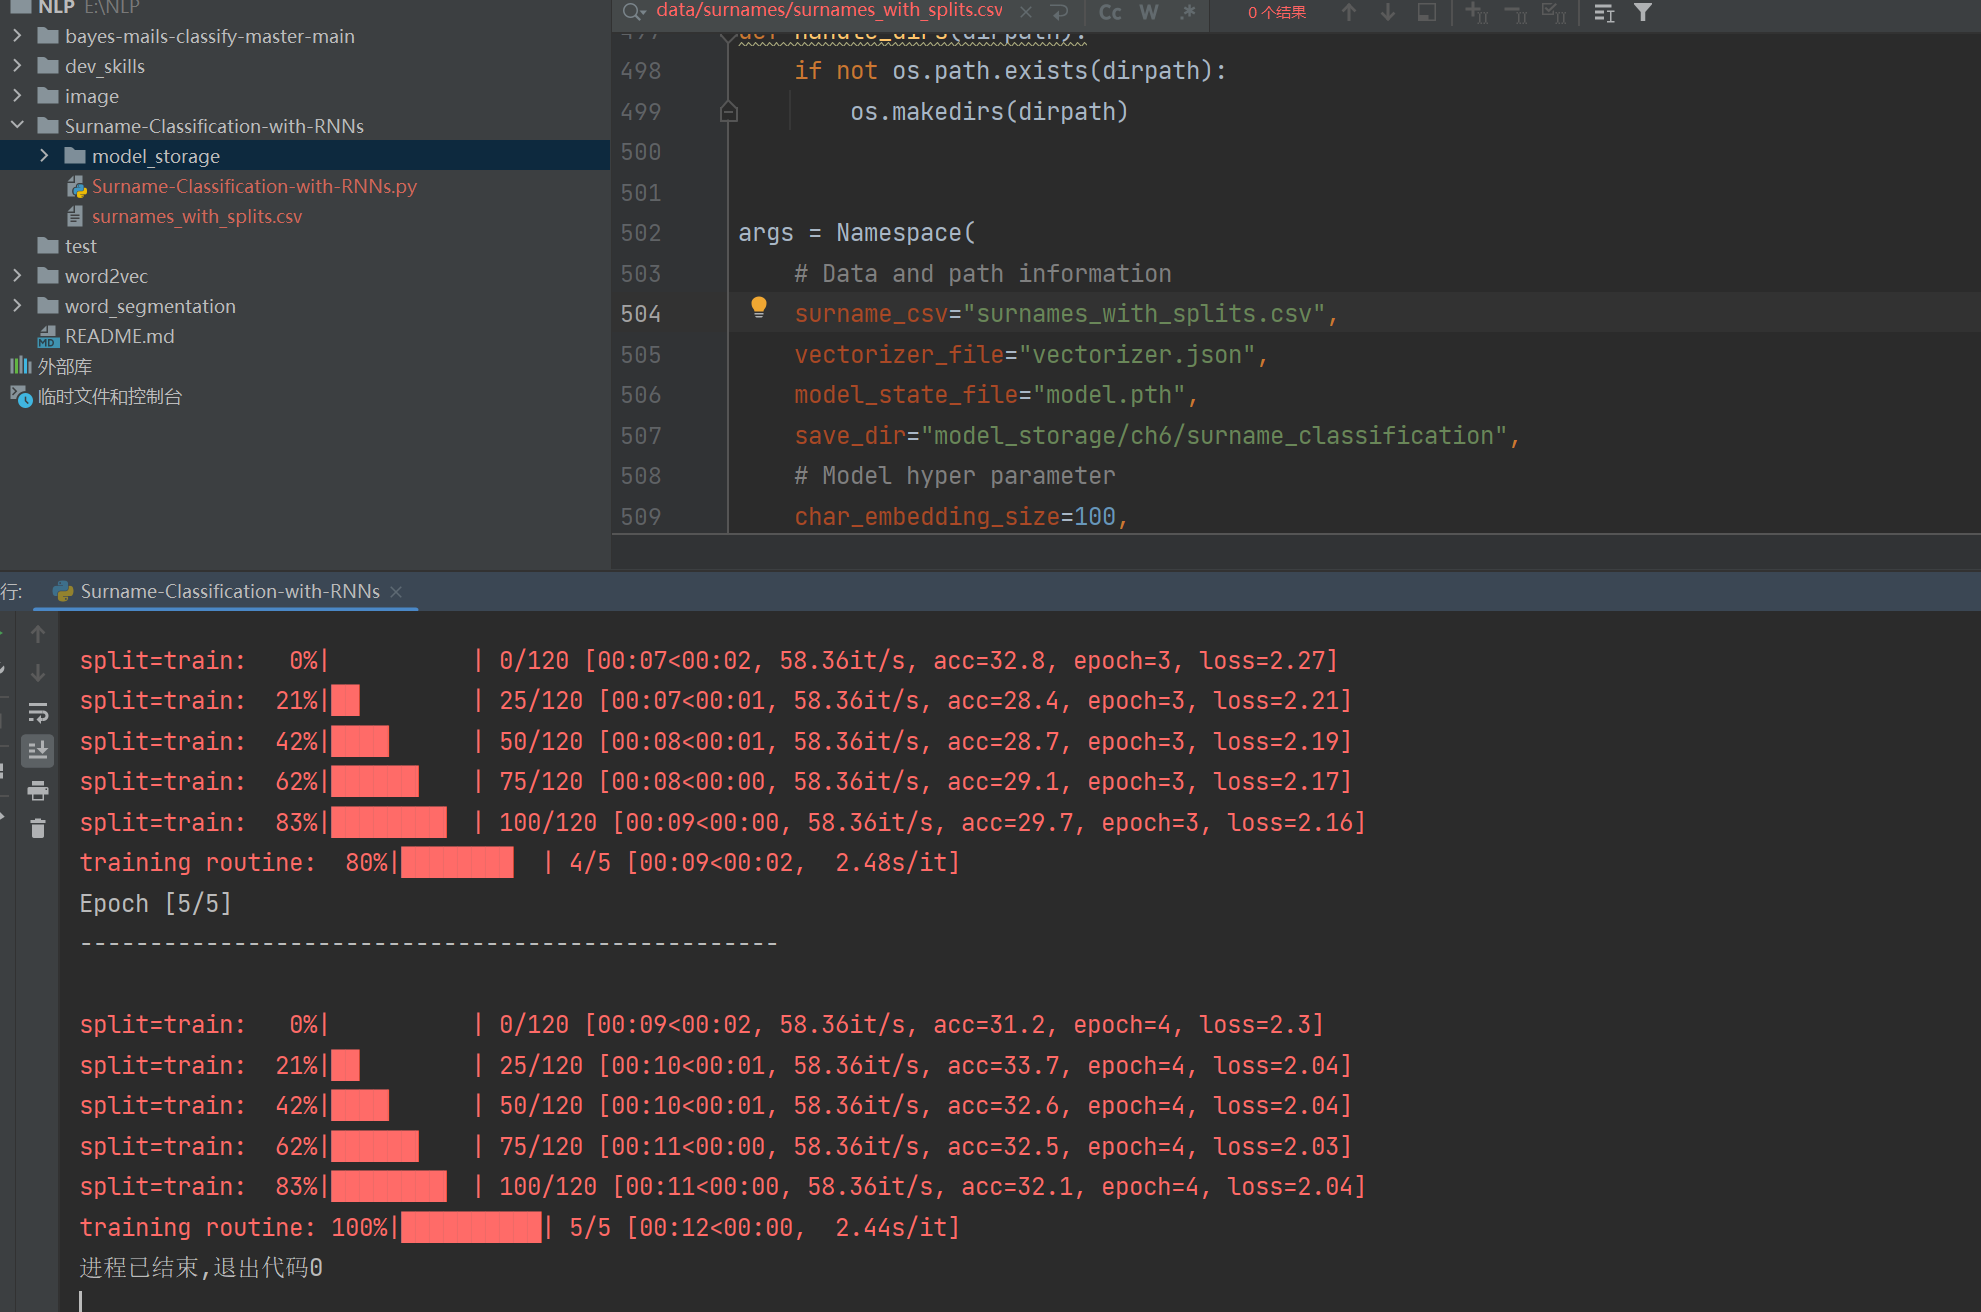 NLP E:\NLP
bayes-mails-classify-master-main
dev_skills
image
Surname-Classification-with-RNNs
model_storage
Surname-Classification-with-RNNs.py
surnames_with_splits.csv
test
word2vec
word_segmentation
README.md
外部库
临时文件和控制台
data/surnames/surnames_with_splits.csv
Cc W .* 0 个结果
497 def handle_dirs(dirpath):
498 if not os.path.exists(dirpath):
499 os.makedirs(dirpath)
500
501
502 args = Namespace(
503 # Data and path information
504 surname_csv="surnames_with_splits.csv",
505 vectorizer_file="vectorizer.json",
506 model_state_file="model.pth",
507 save_dir="model_storage/ch6/surname_classification",
508 # Model hyper parameter
509 char_embedding_size=100,
行: Surname-Classification-with-RNNs
split=train: 0%| | 0/120 [00:07<00:02, 58.36it/s, acc=32.8, epoch=3, loss=2.27]
split=train: 21%|██ | 25/120 [00:07<00:01, 58.36it/s, acc=28.4, epoch=3, loss=2.21]
split=train: 42%|████ | 50/120 [00:08<00:01, 58.36it/s, acc=28.7, epoch=3, loss=2.19]
split=train: 62%|██████ | 75/120 [00:08<00:00, 58.36it/s, acc=29.1, epoch=3, loss=2.17]
split=train: 83%|████████ | 100/120 [00:09<00:00, 58.36it/s, acc=29.7, epoch=3, loss=2.16]
training routine: 80%|████████ | 4/5 [00:09<00:02, 2.48s/it]
Epoch [5/5]
--------------------------------------------------
split=train: 0%| | 0/120 [00:09<00:02, 58.36it/s, acc=31.2, epoch=4, loss=2.3]
split=train: 21%|██ | 25/120 [00:10<00:01, 58.36it/s, acc=33.7, epoch=4, loss=2.04]
split=train: 42%|████ | 50/120 [00:10<00:01, 58.36it/s, acc=32.6, epoch=4, loss=2.04]
split=train: 62%|██████ | 75/120 [00:11<00:00, 58.36it/s, acc=32.5, epoch=4, loss=2.03]
split=train: 83%|████████ | 100/120 [00:11<00:00, 58.36it/s, acc=32.1, epoch=4, loss=2.04]
training routine: 100%|██████████| 5/5 [00:12<00:00, 2.44s/it]
进程已结束,退出代码0